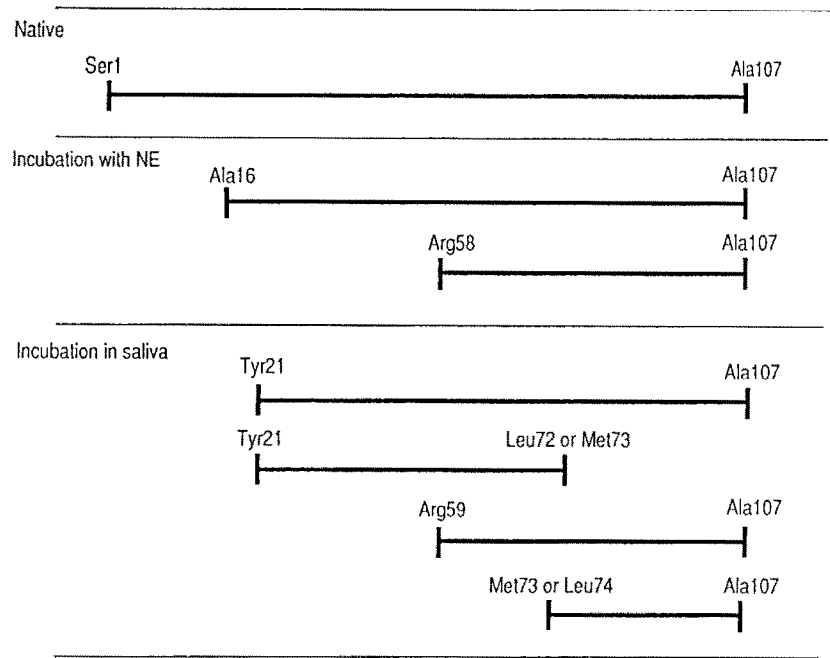 Native
Ser1 Ala107
Incubation with NE
Ala16 Ala107
Arg58 Ala107
Incubation in saliva
Tyr21 Ala107
Tyr21 Leu72 or Met73
Arg59 Ala107
Met73 or Leu74 Ala107